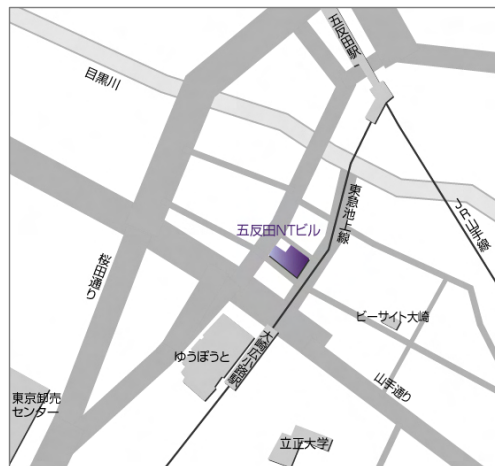 五反田駅
目黒川
東急池上線
JR山手線
五反田NTビル
桜田通り
ビーサイト大崎
大崎広小路駅
ゆうぽうと
山手通り
東京卸売
センター
立正大学